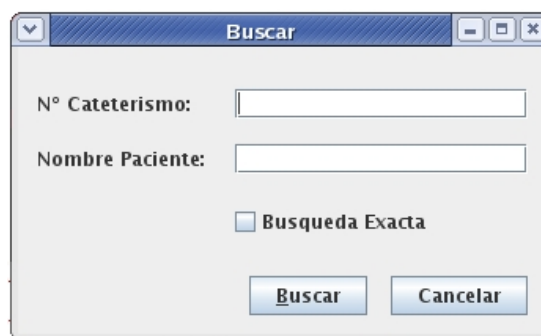 Buscar
N° Cateterismo:
Nombre Paciente:
Busqueda Exacta
Buscar Cancelar